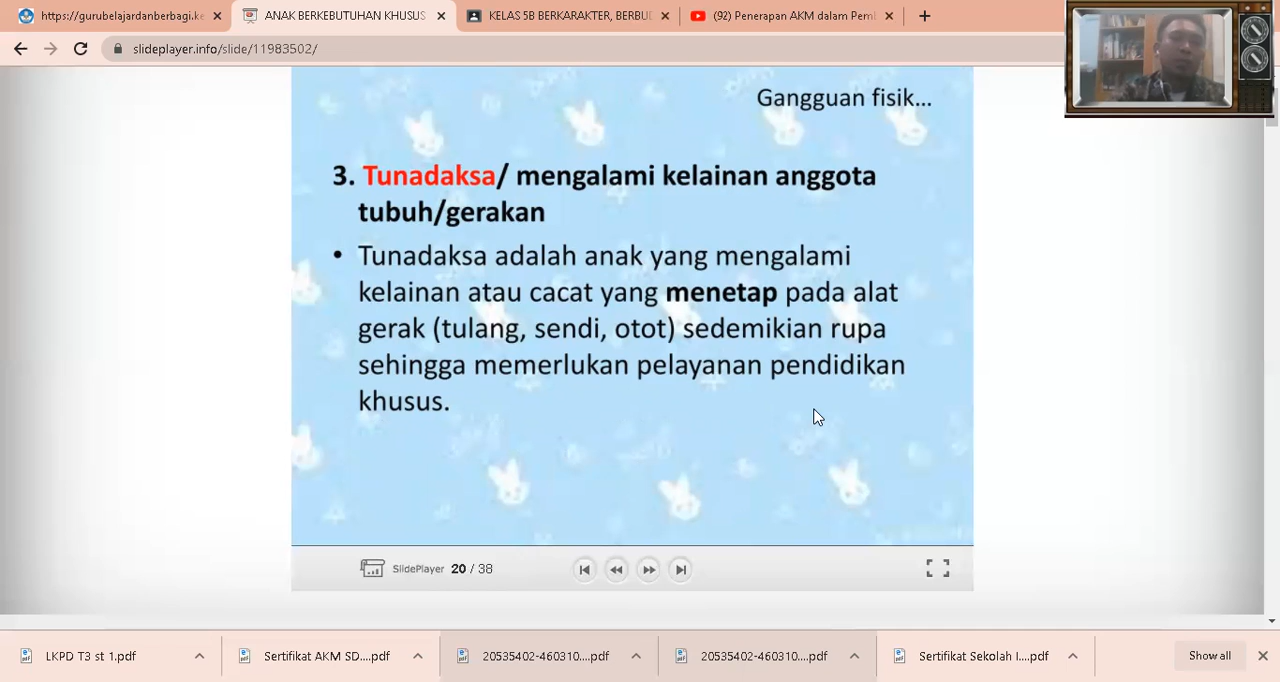 https://gurubelajardanberbagi.ke
ANAK BERKEBUTUHAN KHUSUS
KELAS 5B BERKARAKTER, BERBUD
(92) Penerapan AKM dalam Pemb
slideplayer.info/slide/11983502/
Gangguan fisik...
3. Tunadaksa/ mengalami kelainan anggota
tubuh/gerakan
• Tunadaksa adalah anak yang mengalami
kelainan atau cacat yang menetap pada alat
gerak (tulang, sendi, otot) sedemikian rupa
sehingga memerlukan pelayanan pendidikan
khusus.
SlidePlayer 20 / 38
LKPD T3 st 1.pdf
Sertifikat AKM SD....pdf
20535402-460310....pdf
20535402-460310....pdf
Sertifikat Sekolah I....pdf
Show all